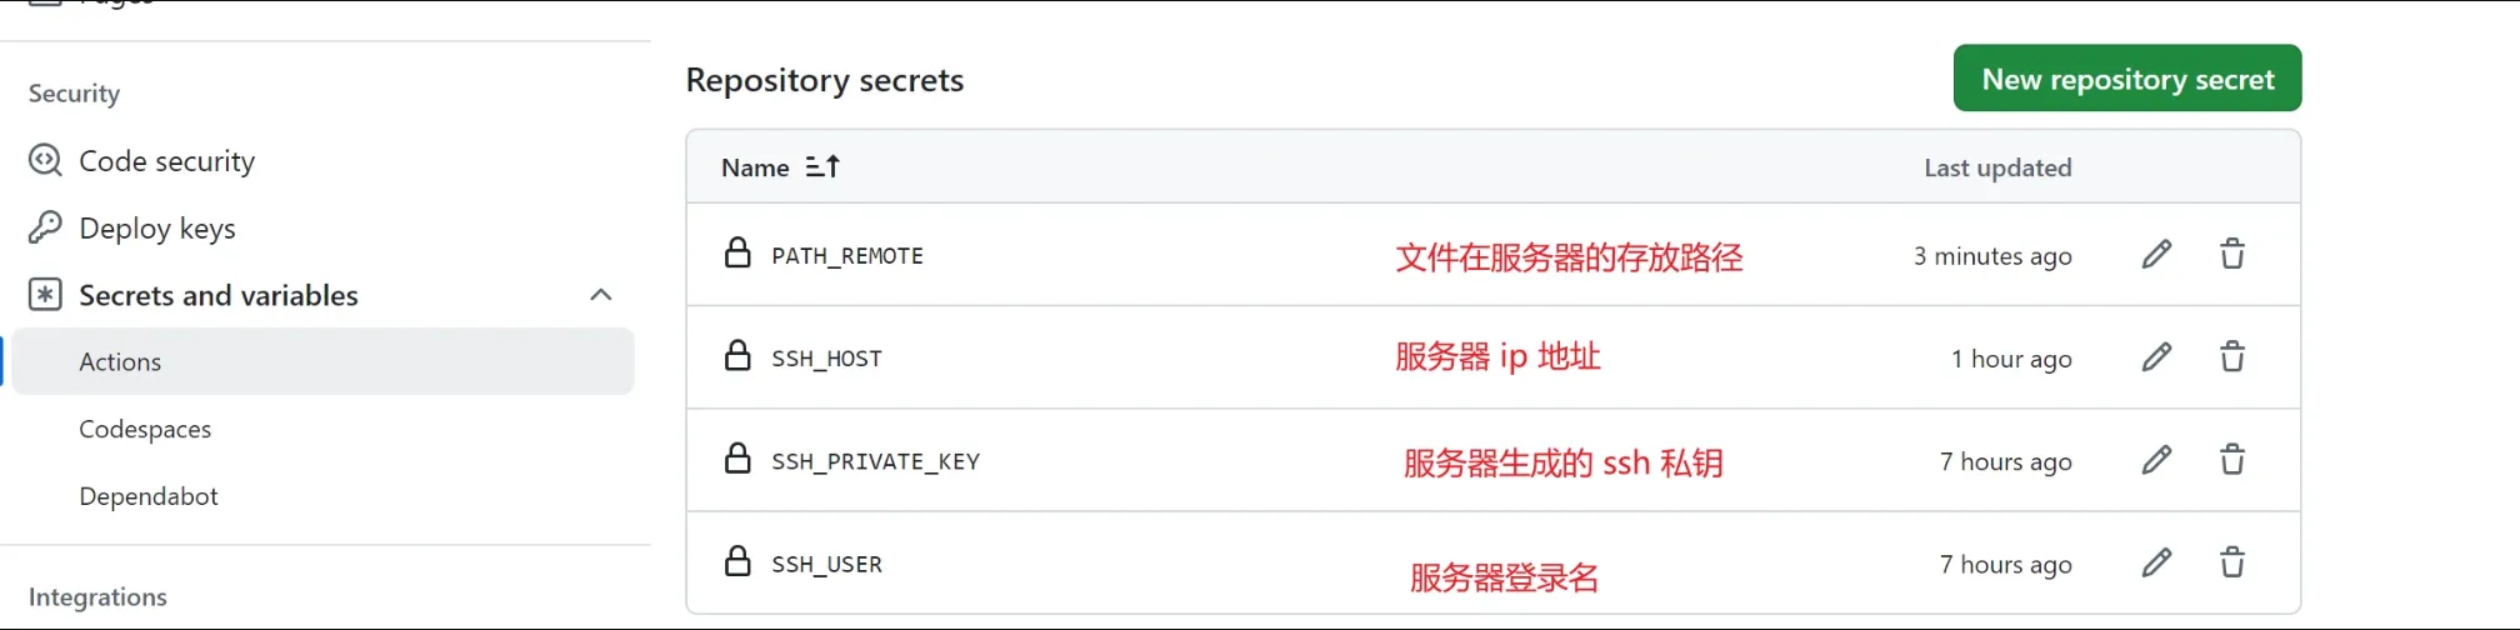 Pages
Security
Code security
Deploy keys
Secrets and variables
Actions
Codespaces
Dependabot
Integrations
Repository secrets
New repository secret
Name Last updated
PATH_REMOTE 文件在服务器的存放路径 3 minutes ago
SSH_HOST 服务器 ip 地址 1 hour ago
SSH_PRIVATE_KEY 服务器生成的 ssh 私钥 7 hours ago
SSH_USER 服务器登录名 7 hours ago